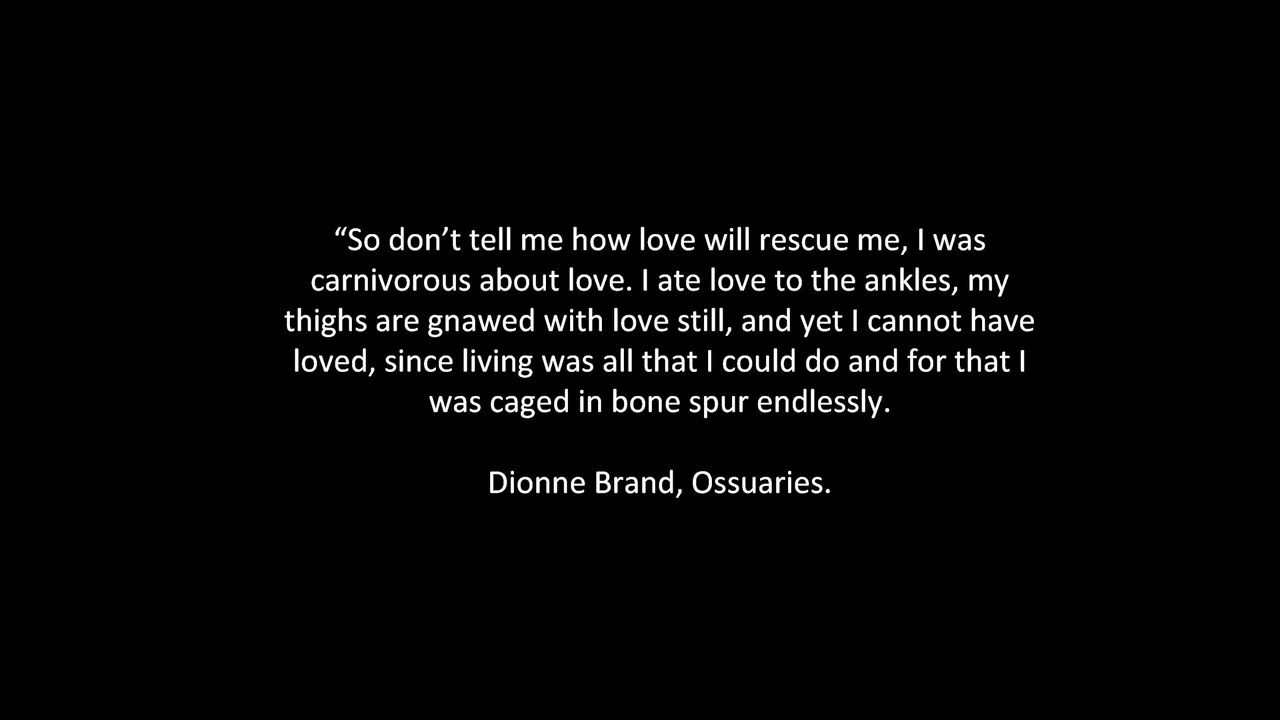 “So don’t tell me how love will rescue me, I was
carnivorous about love. I ate love to the ankles, my
thighs are gnawed with love still, and yet I cannot have
loved, since living was all that I could do and for that I
was caged in bone spur endlessly.
Dionne Brand, Ossuaries.